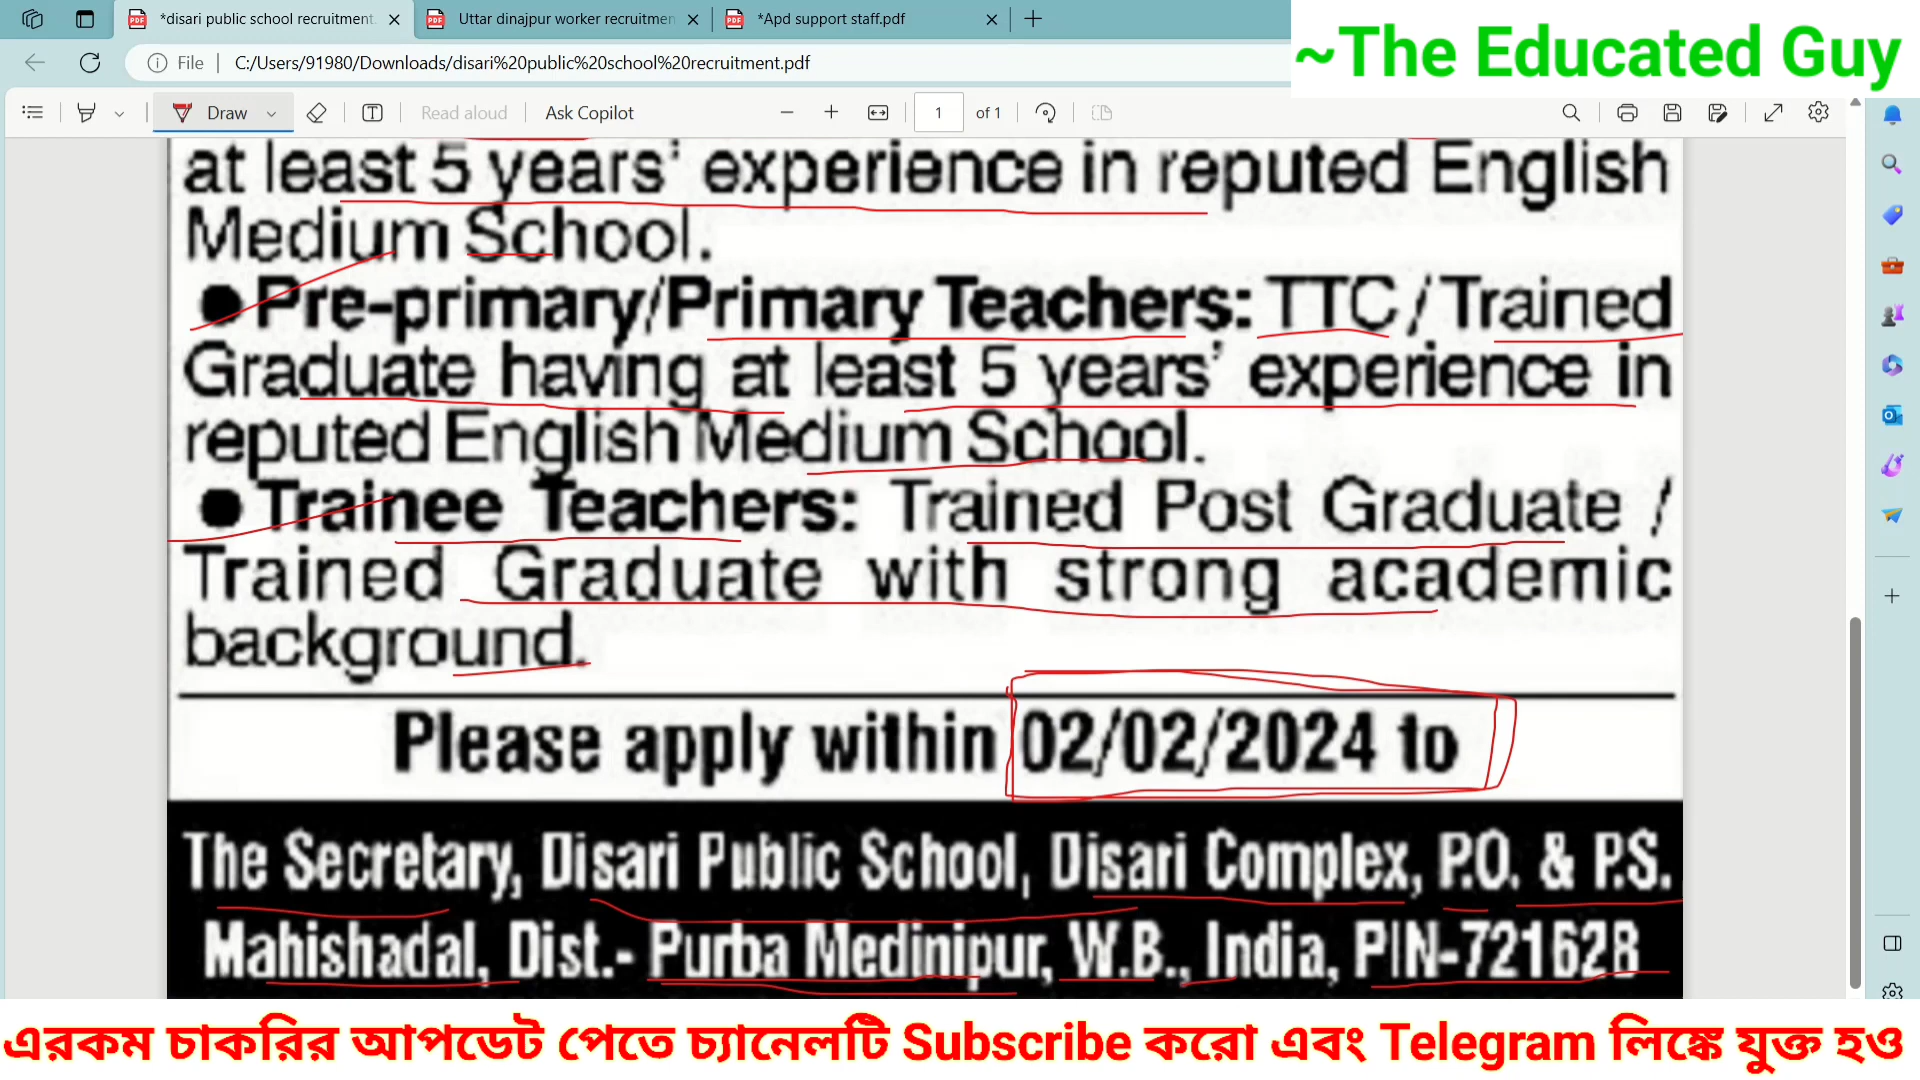 *disari public school recruitment.
Uttar dinajpur worker recruitmen
*Apd support staff.pdf
~The Educated Guy
File
C:/Users/91980/Downloads/disari%20public%20school%20recruitment.pdf
Draw
Read aloud
Ask Copilot
1 of 1
at least 5 years' experience in reputed English
Medium School.
● Pre-primary/Primary Teachers: TTC / Trained
Graduate having at least 5 years' experience in
reputed English Medium School.
● Trainee Teachers: Trained Post Graduate /
Trained Graduate with strong academic
background.
Please apply within 02/02/2024 to
The Secretary, Disari Public School, Disari Complex, P.O. & P.S.
Mahishadal, Dist.- Purba Medinipur, W.B., India, PIN-721628
এরকম চাকরির আপডেট পেতে চ্যানেলটি Subscribe করো এবং Telegram লিঙ্কে যুক্ত হও